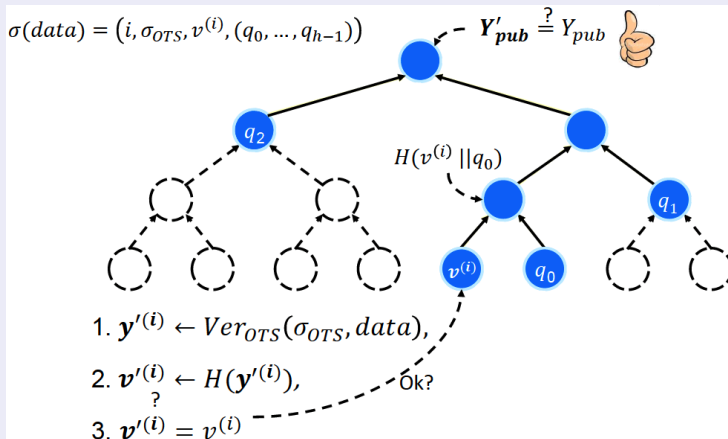 σ(data) = (i, σ_OTS, v^(i), (q_0, ..., q_{h−1}))
Y'_pub ≟ Y_pub
q_2
H(v^(i) ||q_0)
q_1
v^(i)
q_0
1. y'^(i) ← Ver_OTS(σ_OTS, data),
2. v'^(i) ← H(y'^(i)),
Ok?
?
3. v'^(i) = v^(i)